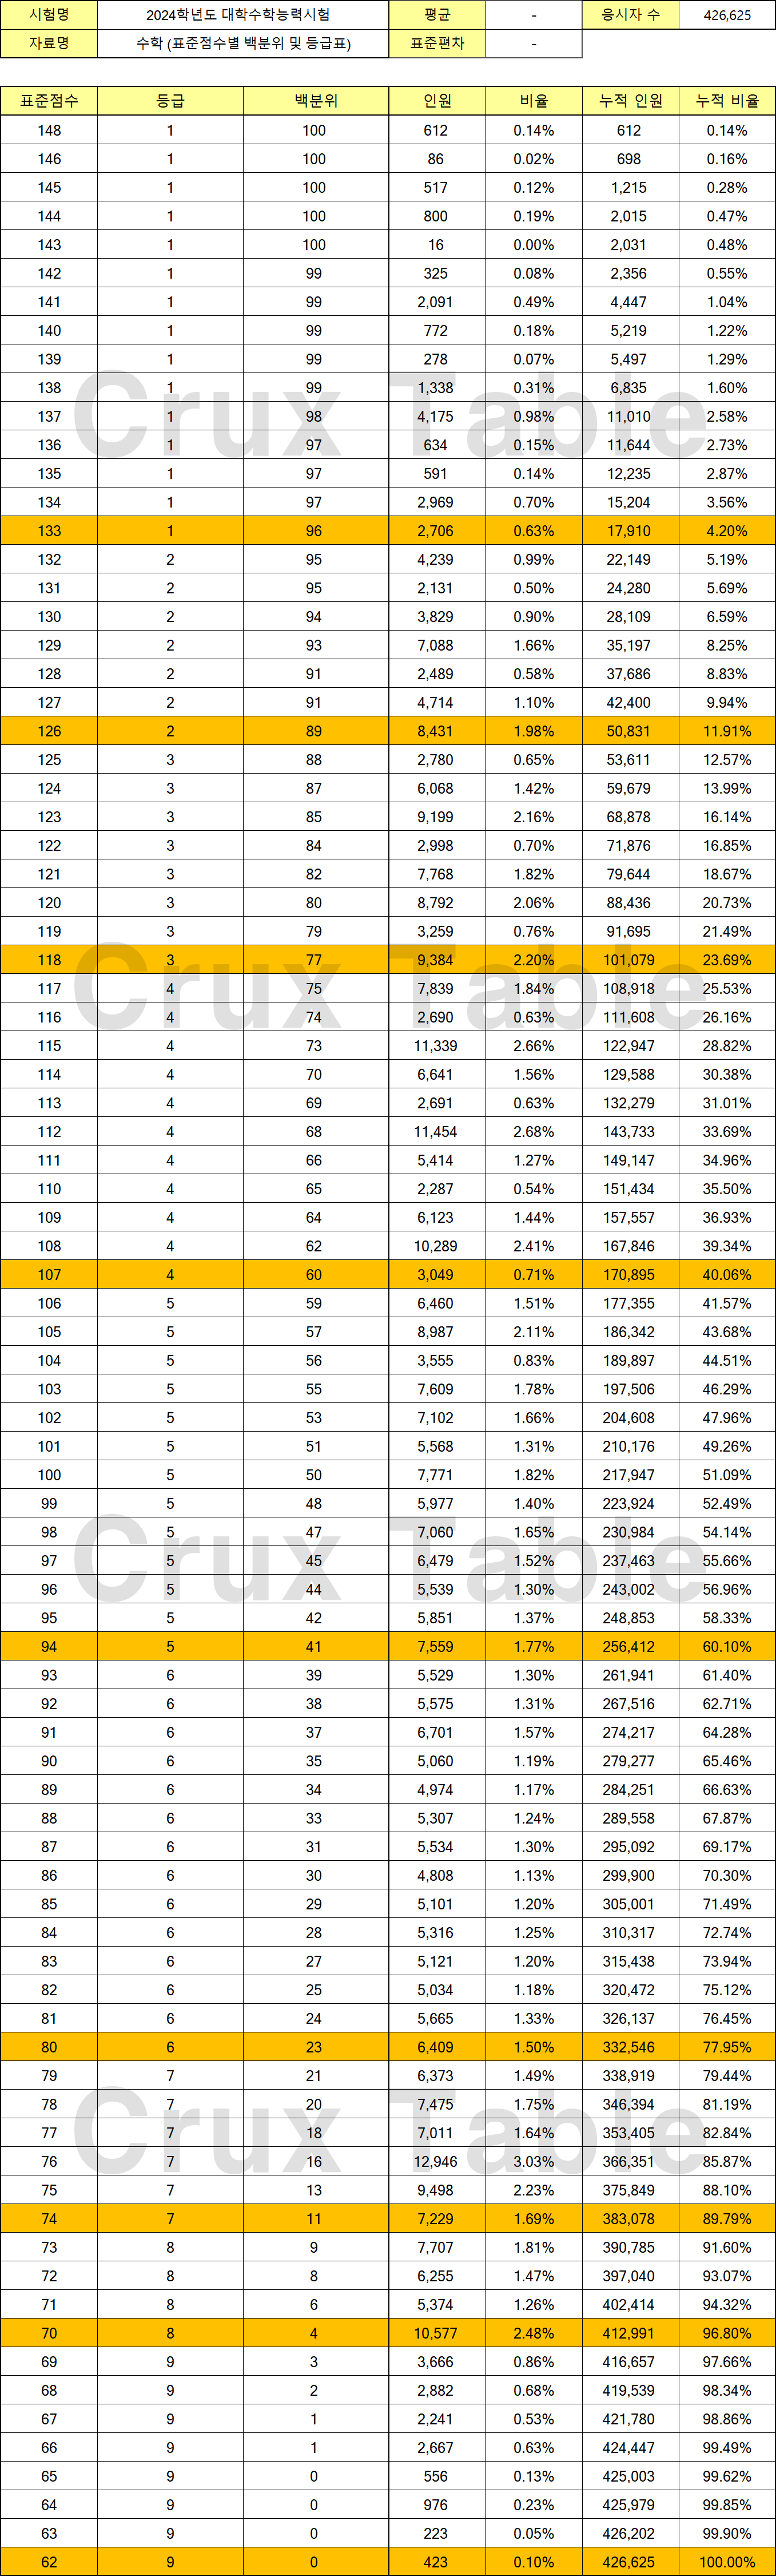 시험명 2024학년도 대학수학능력시험 평균 - 응시자 수 426,625
자료명 수학 (표준점수별 백분위 및 등급표) 표준편차 -
표준점수 등급 백분위 인원 비율 누적 인원 누적 비율
148 1 100 612 0.14% 612 0.14%
146 1 100 86 0.02% 698 0.16%
145 1 100 517 0.12% 1,215 0.28%
144 1 100 800 0.19% 2,015 0.47%
143 1 100 16 0.00% 2,031 0.48%
142 1 99 325 0.08% 2,356 0.55%
141 1 99 2,091 0.49% 4,447 1.04%
140 1 99 772 0.18% 5,219 1.22%
139 1 99 278 0.07% 5,497 1.29%
138 1 99 1,338 0.31% 6,835 1.60%
Crux Table
137 1 98 4,175 0.98% 11,010 2.58%
136 1 97 634 0.15% 11,644 2.73%
135 1 97 591 0.14% 12,235 2.87%
134 1 97 2,969 0.70% 15,204 3.56%
133 1 96 2,706 0.63% 17,910 4.20%
132 2 95 4,239 0.99% 22,149 5.19%
131 2 95 2,131 0.50% 24,280 5.69%
130 2 94 3,829 0.90% 28,109 6.59%
129 2 93 7,088 1.66% 35,197 8.25%
128 2 91 2,489 0.58% 37,686 8.83%
127 2 91 4,714 1.10% 42,400 9.94%
126 2 89 8,431 1.98% 50,831 11.91%
125 3 88 2,780 0.65% 53,611 12.57%
124 3 87 6,068 1.42% 59,679 13.99%
123 3 85 9,199 2.16% 68,878 16.14%
122 3 84 2,998 0.70% 71,876 16.85%
121 3 82 7,768 1.82% 79,644 18.67%
120 3 80 8,792 2.06% 88,436 20.73%
119 3 79 3,259 0.76% 91,695 21.49%
118 3 77 9,384 2.20% 101,079 23.69%
Crux Table
117 4 75 7,839 1.84% 108,918 25.53%
116 4 74 2,690 0.63% 111,608 26.16%
115 4 73 11,339 2.66% 122,947 28.82%
114 4 70 6,641 1.56% 129,588 30.38%
113 4 69 2,691 0.63% 132,279 31.01%
112 4 68 11,454 2.68% 143,733 33.69%
111 4 66 5,414 1.27% 149,147 34.96%
110 4 65 2,287 0.54% 151,434 35.50%
109 4 64 6,123 1.44% 157,557 36.93%
108 4 62 10,289 2.41% 167,846 39.34%
107 4 60 3,049 0.71% 170,895 40.06%
106 5 59 6,460 1.51% 177,355 41.57%
105 5 57 8,987 2.11% 186,342 43.68%
104 5 56 3,555 0.83% 189,897 44.51%
103 5 55 7,609 1.78% 197,506 46.29%
102 5 53 7,102 1.66% 204,608 47.96%
101 5 51 5,568 1.31% 210,176 49.26%
100 5 50 7,771 1.82% 217,947 51.09%
99 5 48 5,977 1.40% 223,924 52.49%
98 5 47 7,060 1.65% 230,984 54.14%
Crux Table
97 5 45 6,479 1.52% 237,463 55.66%
96 5 44 5,539 1.30% 243,002 56.96%
95 5 42 5,851 1.37% 248,853 58.33%
94 5 41 7,559 1.77% 256,412 60.10%
93 6 39 5,529 1.30% 261,941 61.40%
92 6 38 5,575 1.31% 267,516 62.71%
91 6 37 6,701 1.57% 274,217 64.28%
90 6 35 5,060 1.19% 279,277 65.46%
89 6 34 4,974 1.17% 284,251 66.63%
88 6 33 5,307 1.24% 289,558 67.87%
87 6 31 5,534 1.30% 295,092 69.17%
86 6 30 4,808 1.13% 299,900 70.30%
85 6 29 5,101 1.20% 305,001 71.49%
84 6 28 5,316 1.25% 310,317 72.74%
83 6 27 5,121 1.20% 315,438 73.94%
82 6 25 5,034 1.18% 320,472 75.12%
81 6 24 5,665 1.33% 326,137 76.45%
80 6 23 6,409 1.50% 332,546 77.95%
79 7 21 6,373 1.49% 338,919 79.44%
78 7 20 7,475 1.75% 346,394 81.19%
Crux Table
77 7 18 7,011 1.64% 353,405 82.84%
76 7 16 12,946 3.03% 366,351 85.87%
75 7 13 9,498 2.23% 375,849 88.10%
74 7 11 7,229 1.69% 383,078 89.79%
73 8 9 7,707 1.81% 390,785 91.60%
72 8 8 6,255 1.47% 397,040 93.07%
71 8 6 5,374 1.26% 402,414 94.32%
70 8 4 10,577 2.48% 412,991 96.80%
69 9 3 3,666 0.86% 416,657 97.66%
68 9 2 2,882 0.68% 419,539 98.34%
67 9 1 2,241 0.53% 421,780 98.86%
66 9 1 2,667 0.63% 424,447 99.49%
65 9 0 556 0.13% 425,003 99.62%
64 9 0 976 0.23% 425,979 99.85%
63 9 0 223 0.05% 426,202 99.90%
62 9 0 423 0.10% 426,625 100.00%